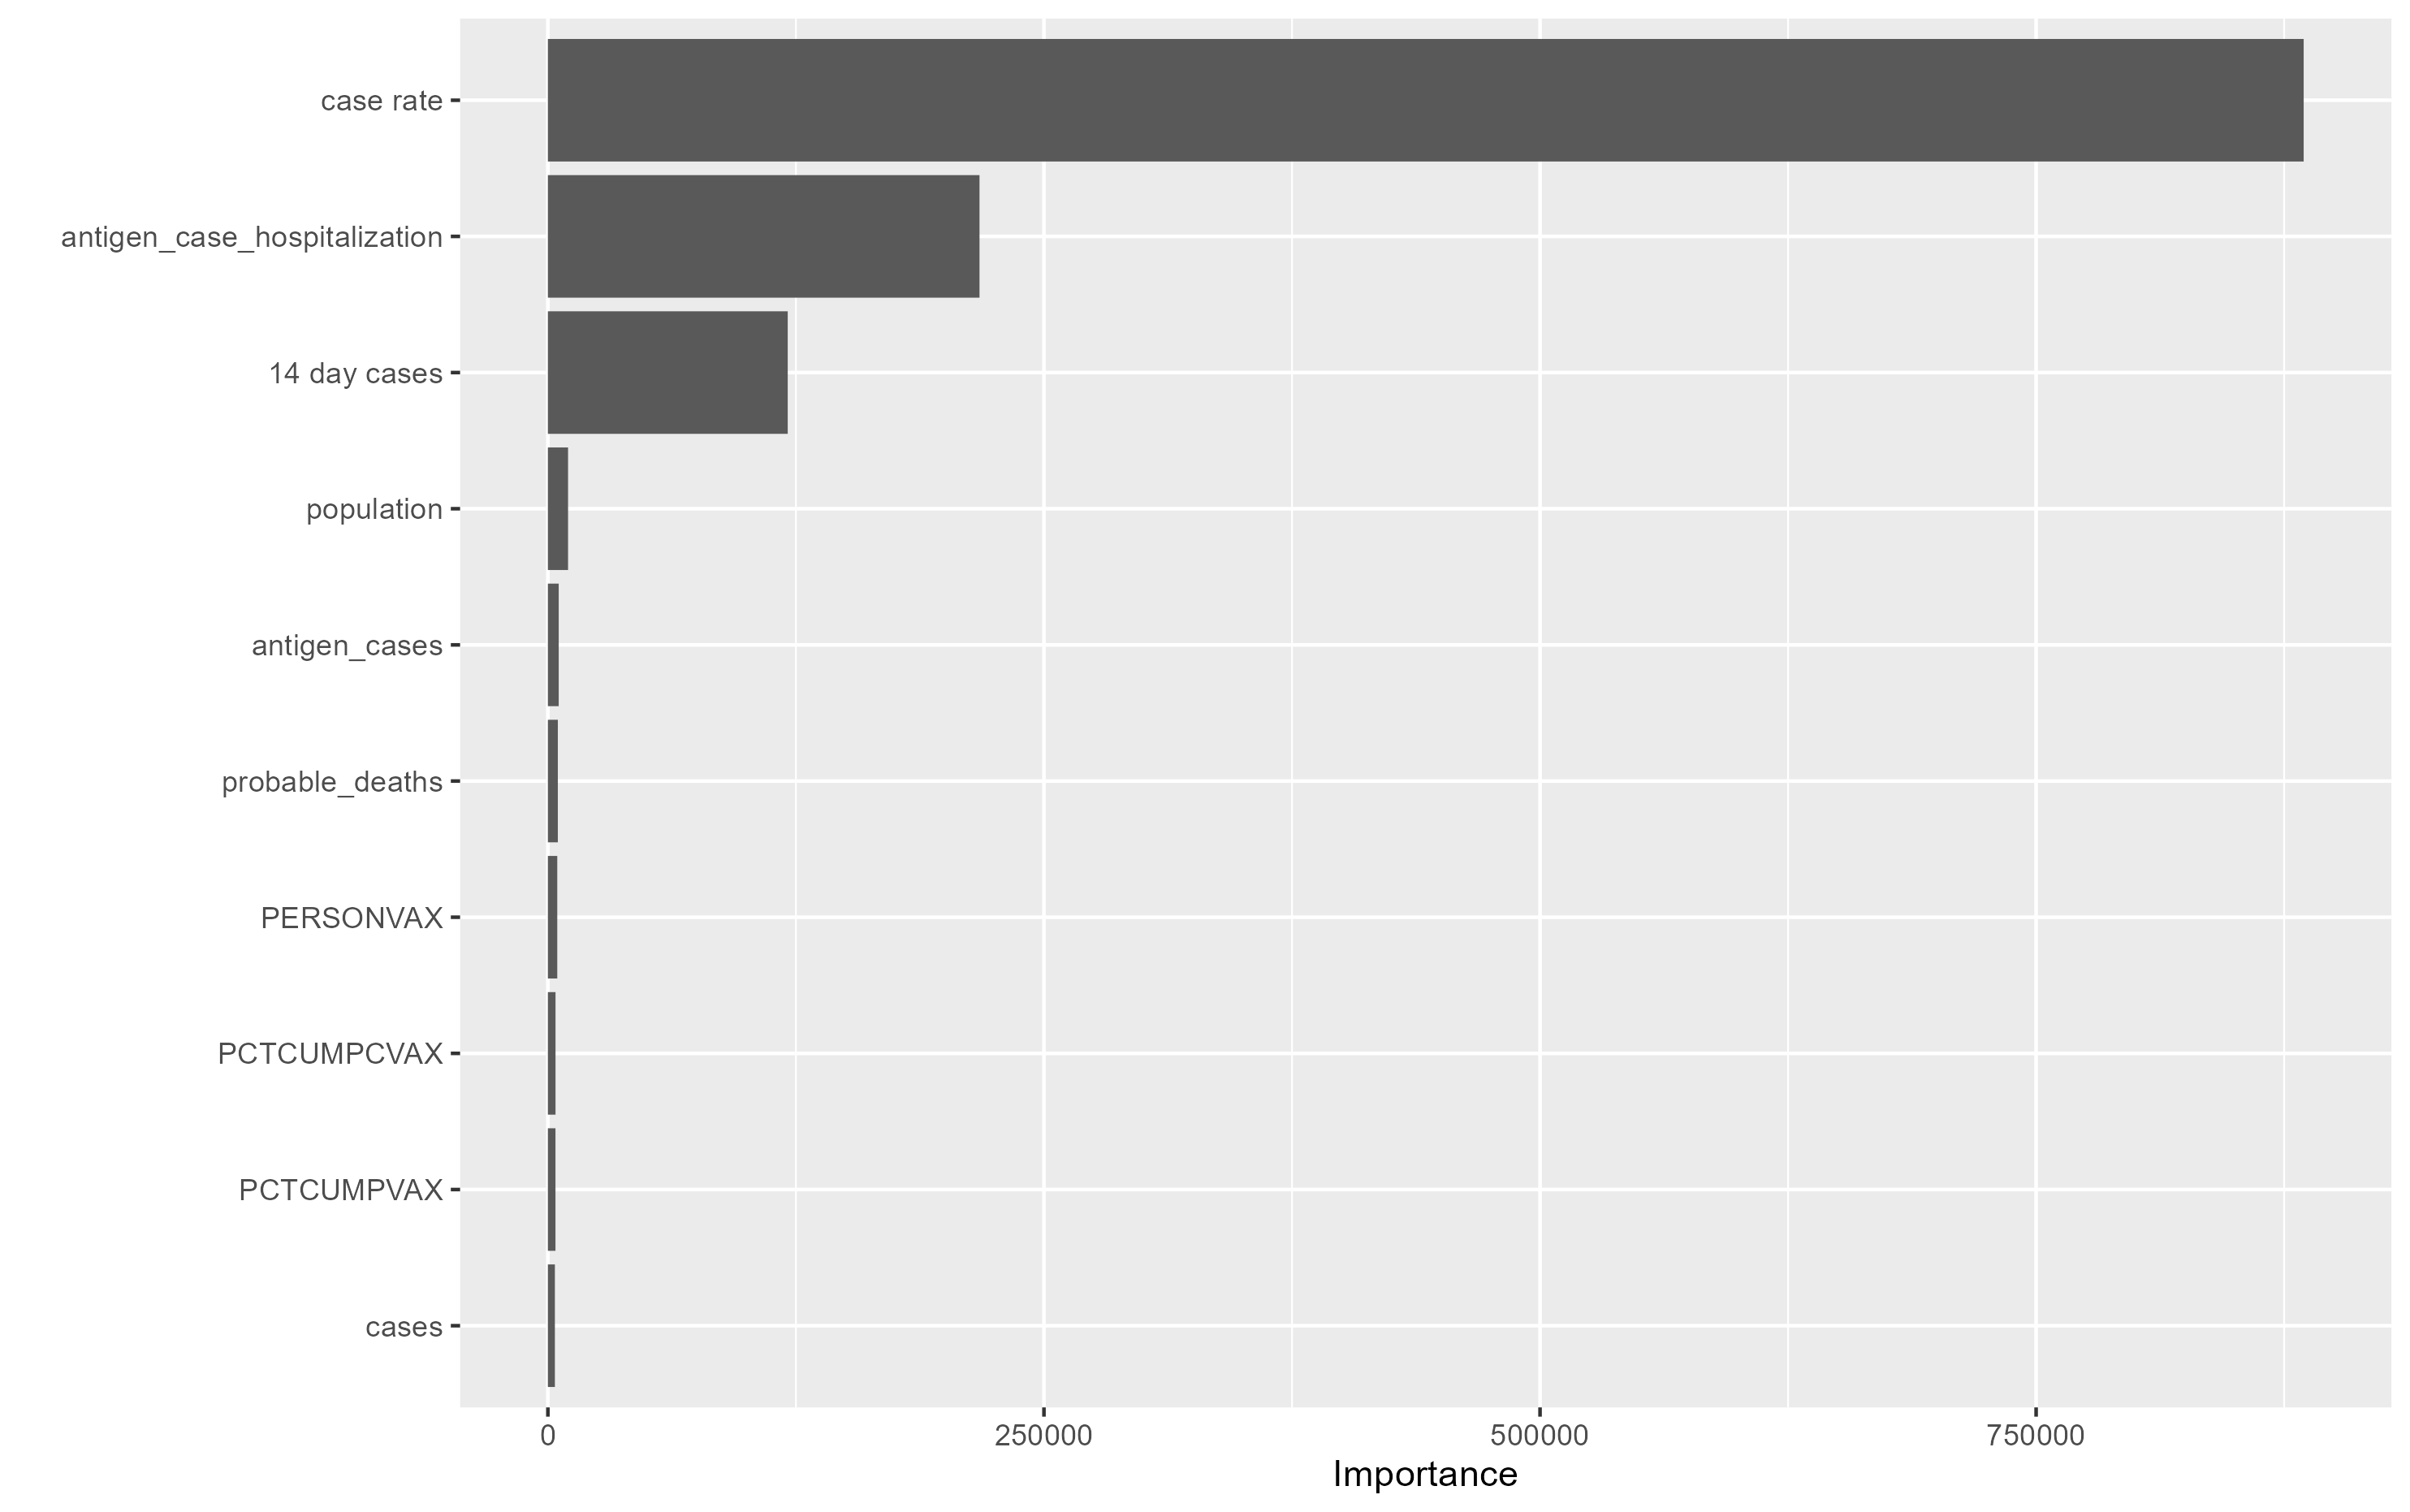 case rate
antigen_case_hospitalization
14 day cases
population
antigen_cases
probable_deaths
PERSONVAX
PCTCUMPCVAX
PCTCUMPVAX
cases
0 250000 500000 750000
Importance